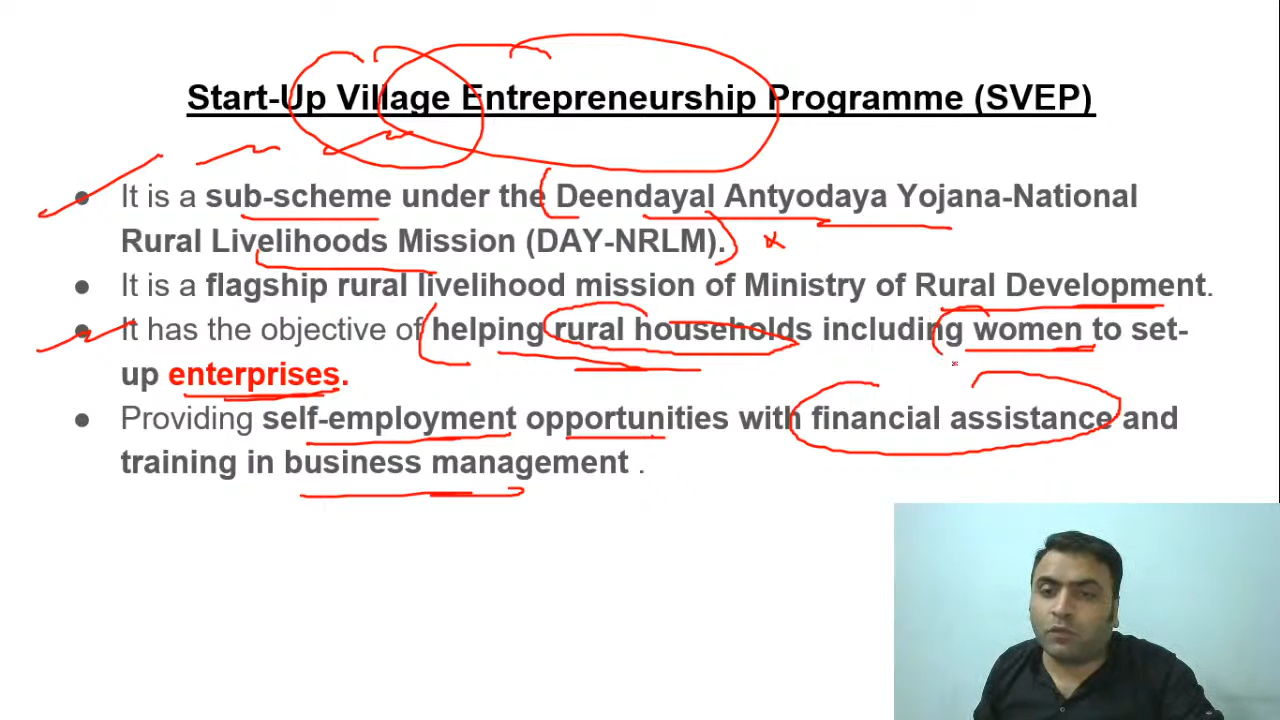 Start-Up Village Entrepreneurship Programme (SVEP)
● It is a sub-scheme under the Deendayal Antyodaya Yojana-National
Rural Livelihoods Mission (DAY-NRLM).
● It is a flagship rural livelihood mission of Ministry of Rural Development.
● It has the objective of helping rural households including women to set-
up enterprises.
● Providing self-employment opportunities with financial assistance and
training in business management .